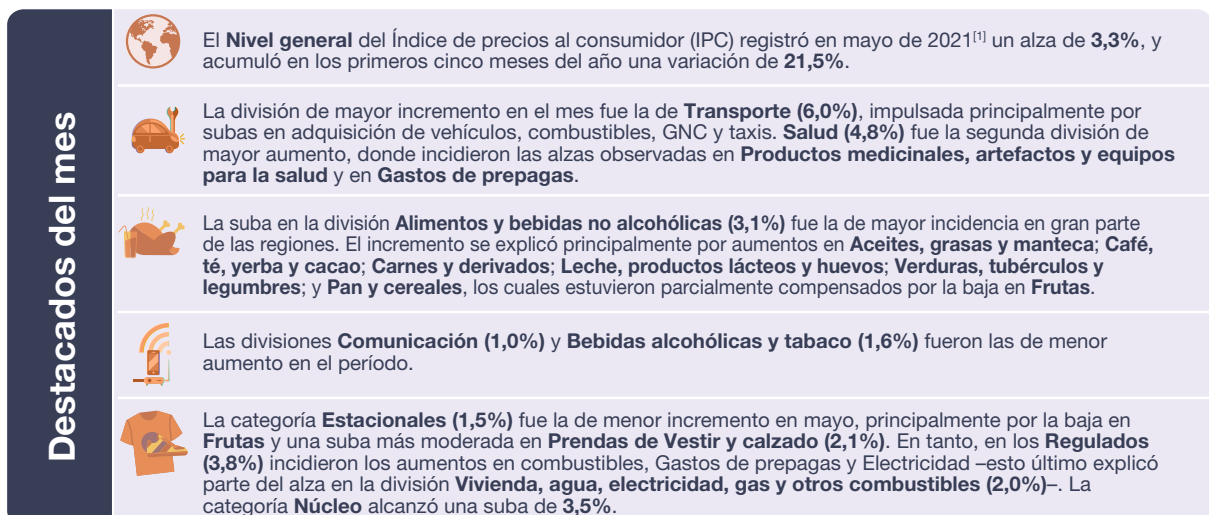 Destacados del mes
El Nivel general del Índice de precios al consumidor (IPC) registró en mayo de 2021[1] un alza de 3,3%, y
acumuló en los primeros cinco meses del año una variación de 21,5%.
La división de mayor incremento en el mes fue la de Transporte (6,0%), impulsada principalmente por
subas en adquisición de vehículos, combustibles, GNC y taxis. Salud (4,8%) fue la segunda división de
mayor aumento, donde incidieron las alzas observadas en Productos medicinales, artefactos y equipos
para la salud y en Gastos de prepagas.
La suba en la división Alimentos y bebidas no alcohólicas (3,1%) fue la de mayor incidencia en gran parte
de las regiones. El incremento se explicó principalmente por aumentos en Aceites, grasas y manteca; Café,
té, yerba y cacao; Carnes y derivados; Leche, productos lácteos y huevos; Verduras, tubérculos y
legumbres; y Pan y cereales, los cuales estuvieron parcialmente compensados por la baja en Frutas.
Las divisiones Comunicación (1,0%) y Bebidas alcohólicas y tabaco (1,6%) fueron las de menor
aumento en el período.
La categoría Estacionales (1,5%) fue la de menor incremento en mayo, principalmente por la baja en
Frutas y una suba más moderada en Prendas de Vestir y calzado (2,1%). En tanto, en los Regulados
(3,8%) incidieron los aumentos en combustibles, Gastos de prepagas y Electricidad –esto último explicó
parte del alza en la división Vivienda, agua, electricidad, gas y otros combustibles (2,0%)–. La
categoría Núcleo alcanzó una suba de 3,5%.